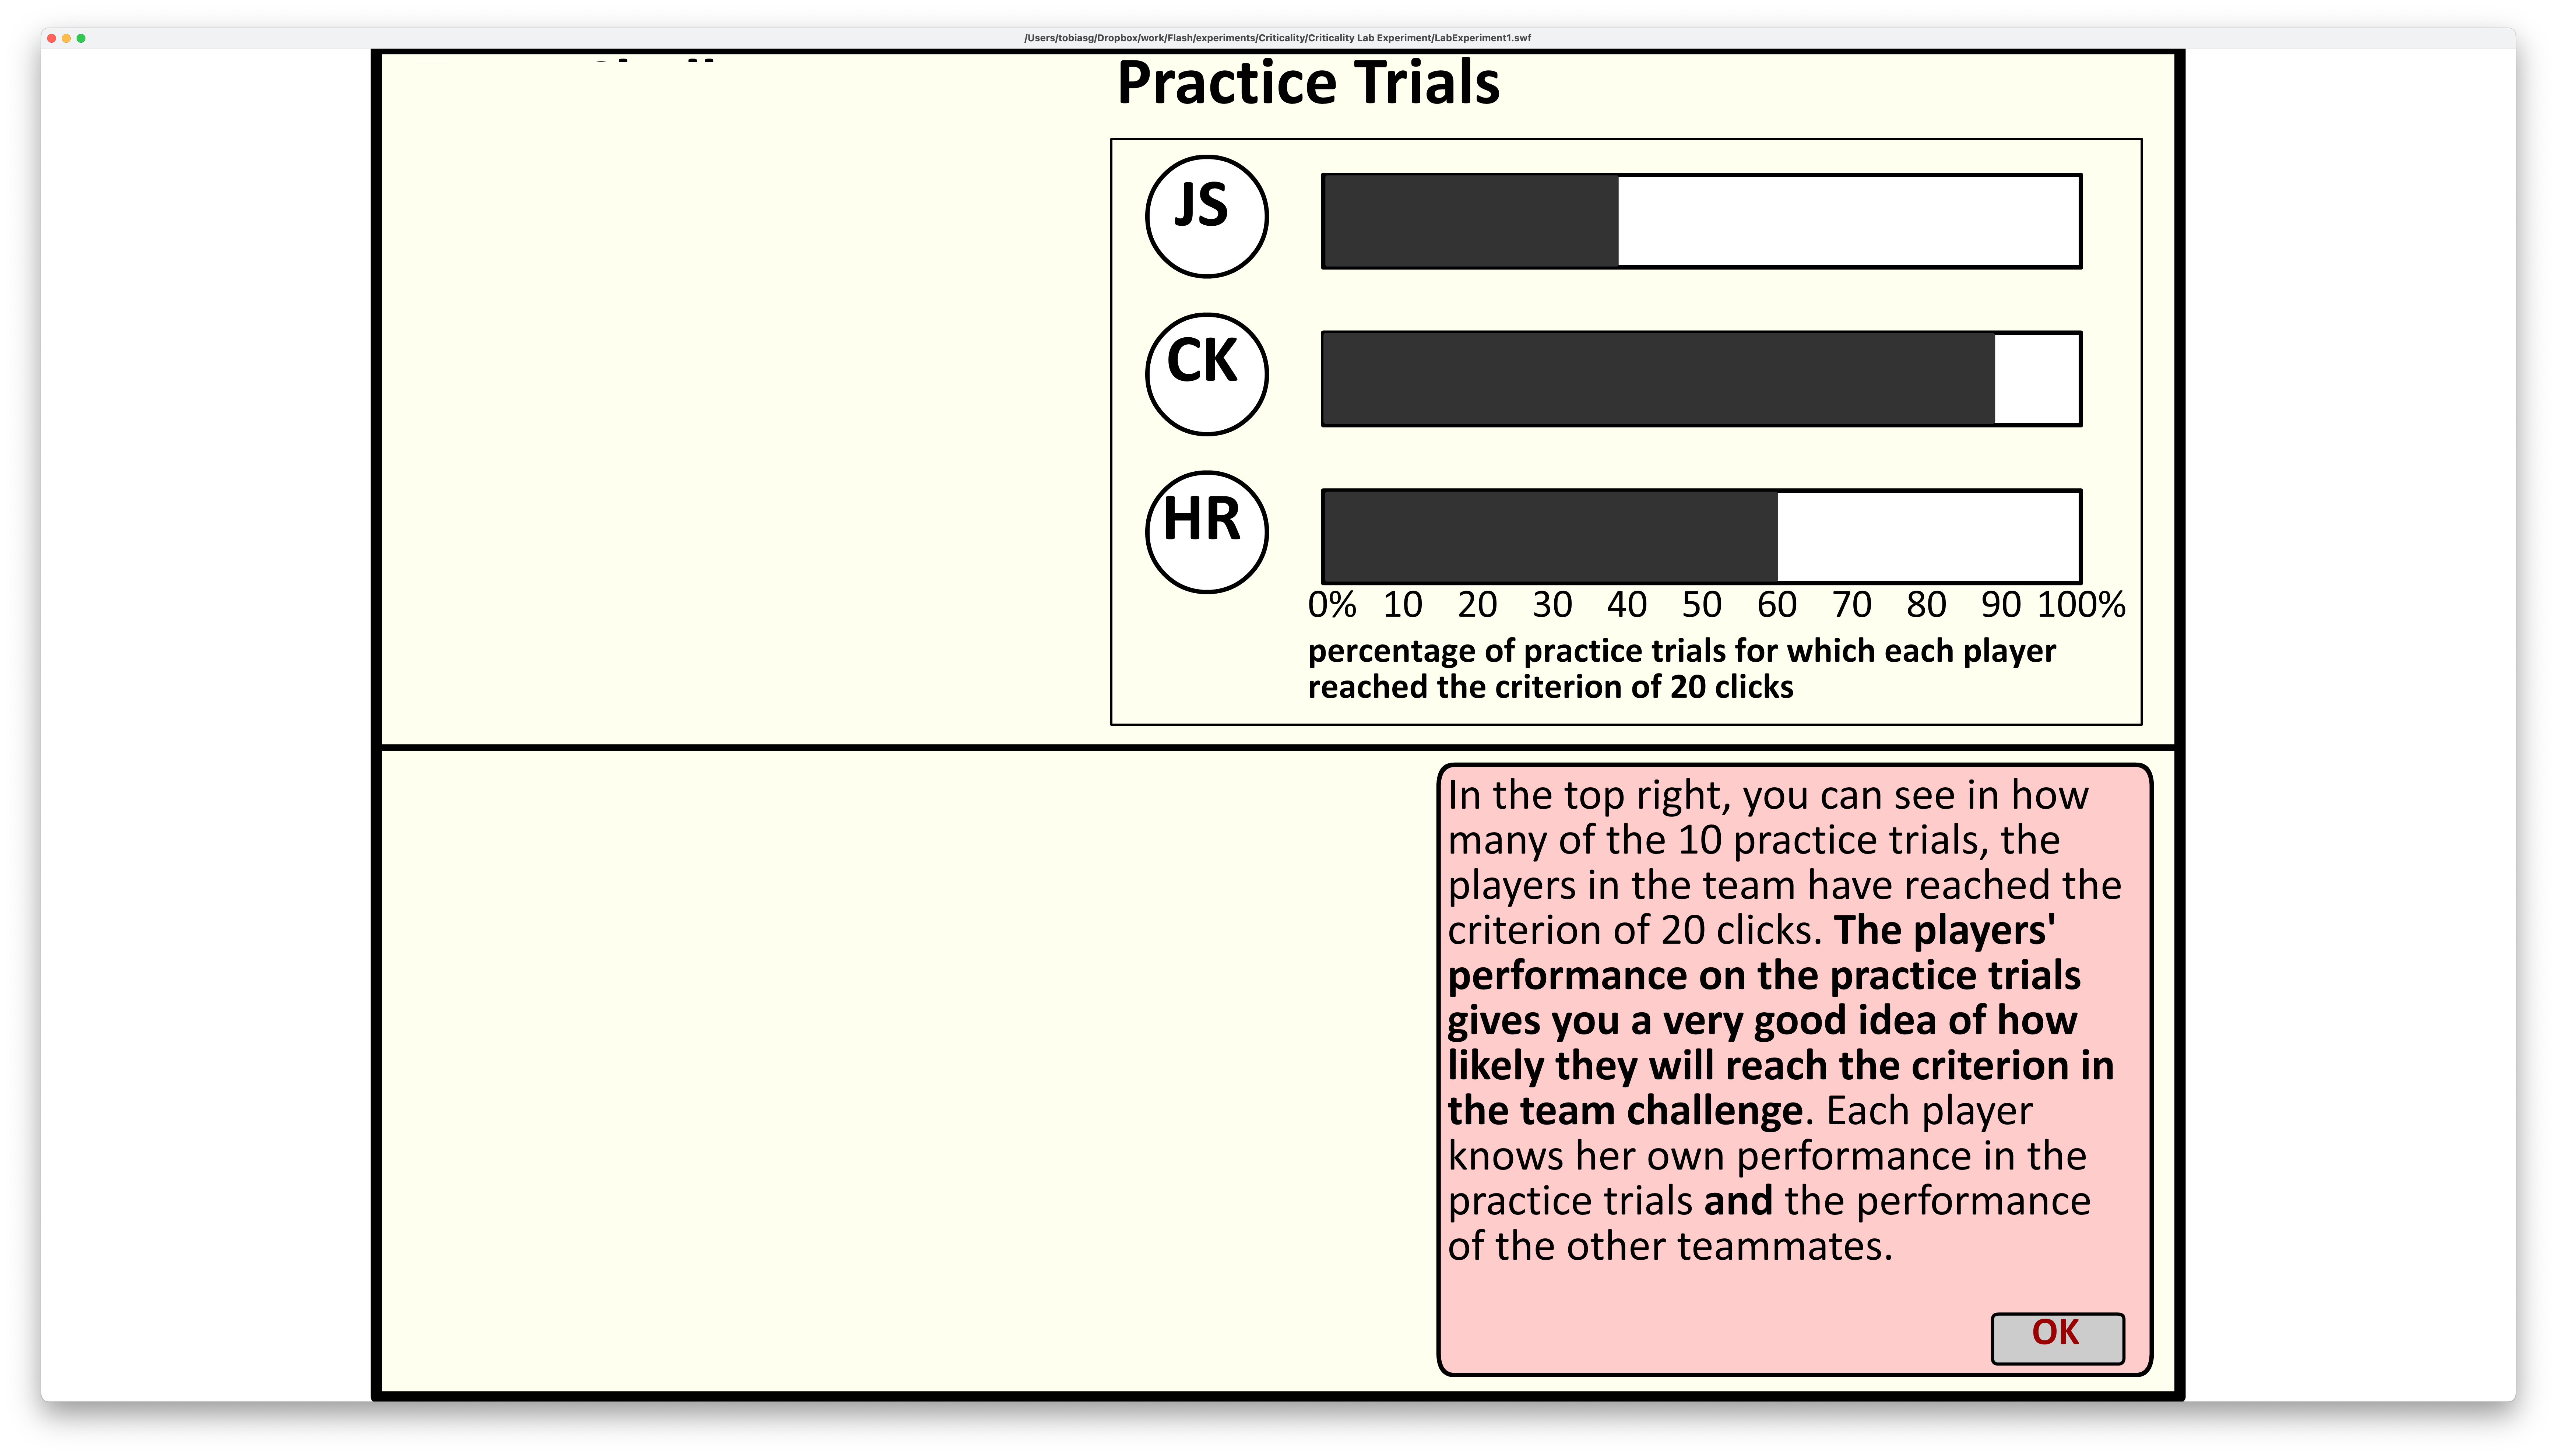 /Users/tobiasg/Dropbox/work/Flash/experiments/Criticality/Criticality Lab Experiment/LabExperiment1.swf
Practice Trials
JS
CK
HR
0% 10 20 30 40 50 60 70 80 90 100%
percentage of practice trials for which each player
reached the criterion of 20 clicks
In the top right, you can see in how
many of the 10 practice trials, the
players in the team have reached the
criterion of 20 clicks. The players'
performance on the practice trials
gives you a very good idea of how
likely they will reach the criterion in
the team challenge. Each player
knows her own performance in the
practice trials and the performance
of the other teammates.
OK